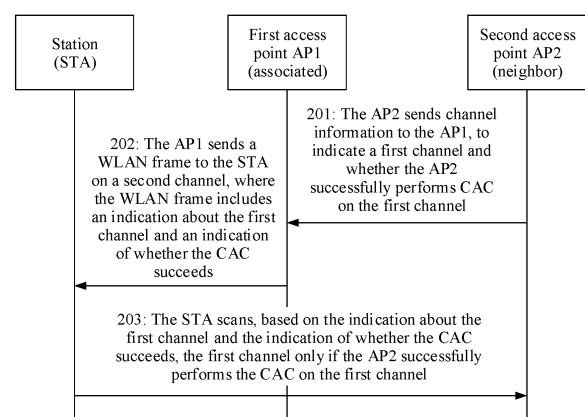 Station
(STA)
First access
point AP1
(associated)
Second access
point AP2
(neighbor)
201: The AP2 sends channel
information to the AP1, to
indicate a first channel and
whether the AP2
successfully performs CAC
on the first channel
202: The AP1 sends a
WLAN frame to the STA
on a second channel, where
the WLAN frame includes
an indication about the first
channel and an indication
of whether the CAC
succeeds
203: The STA scans, based on the indication about the
first channel and the indication of whether the CAC
succeeds, the first channel only if the AP2 successfully
performs the CAC on the first channel